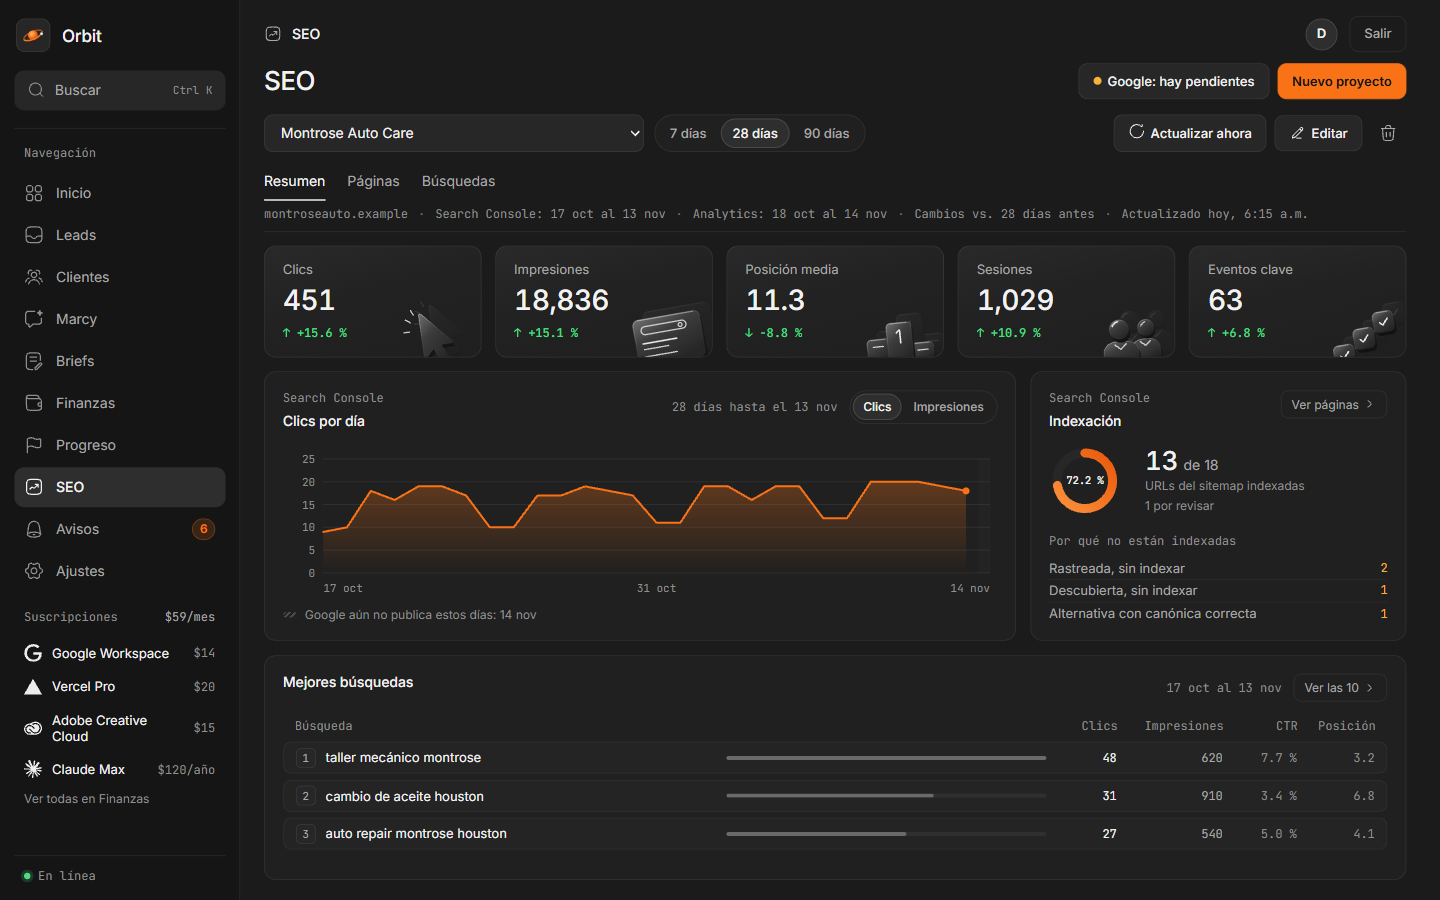 Orbit
Buscar Ctrl K
Navegación
Inicio
Leads
Clientes
Marcy
Briefs
Finanzas
Progreso
SEO
Avisos 6
Ajustes
Suscripciones $59/mes
Google Workspace $14
Vercel Pro $20
Adobe Creative
Cloud $15
Claude Max $120/año
Ver todas en Finanzas
En línea
SEO
D Salir
SEO
Google: hay pendientes Nuevo proyecto
Montrose Auto Care 7 días 28 días 90 días
Actualizar ahora Editar
Resumen Páginas Búsquedas
montroseauto.example · Search Console: 17 oct al 13 nov · Analytics: 18 oct al 14 nov · Cambios vs. 28 días antes · Actualizado hoy, 6:15 a.m.
Clics
451
↑ +15.6 %
Impresiones
18,836
↑ +15.1 %
Posición media
11.3
↓ -8.8 %
1
Sesiones
1,029
↑ +10.9 %
Eventos clave
63
↑ +6.8 %
Search Console
Clics por día
28 días hasta el 13 nov Clics Impresiones
25
20
15
10
5
0
17 oct 31 oct 14 nov
Google aún no publica estos días: 14 nov
Search Console
Indexación
Ver páginas
72.2 %
13 de 18
URLs del sitemap indexadas
1 por revisar
Por qué no están indexadas
Rastreada, sin indexar 2
Descubierta, sin indexar 1
Alternativa con canónica correcta 1
Mejores búsquedas
17 oct al 13 nov Ver las 10
Búsqueda Clics Impresiones CTR Posición
1 taller mecánico montrose 48 620 7.7 % 3.2
2 cambio de aceite houston 31 910 3.4 % 6.8
3 auto repair montrose houston 27 540 5.0 % 4.1